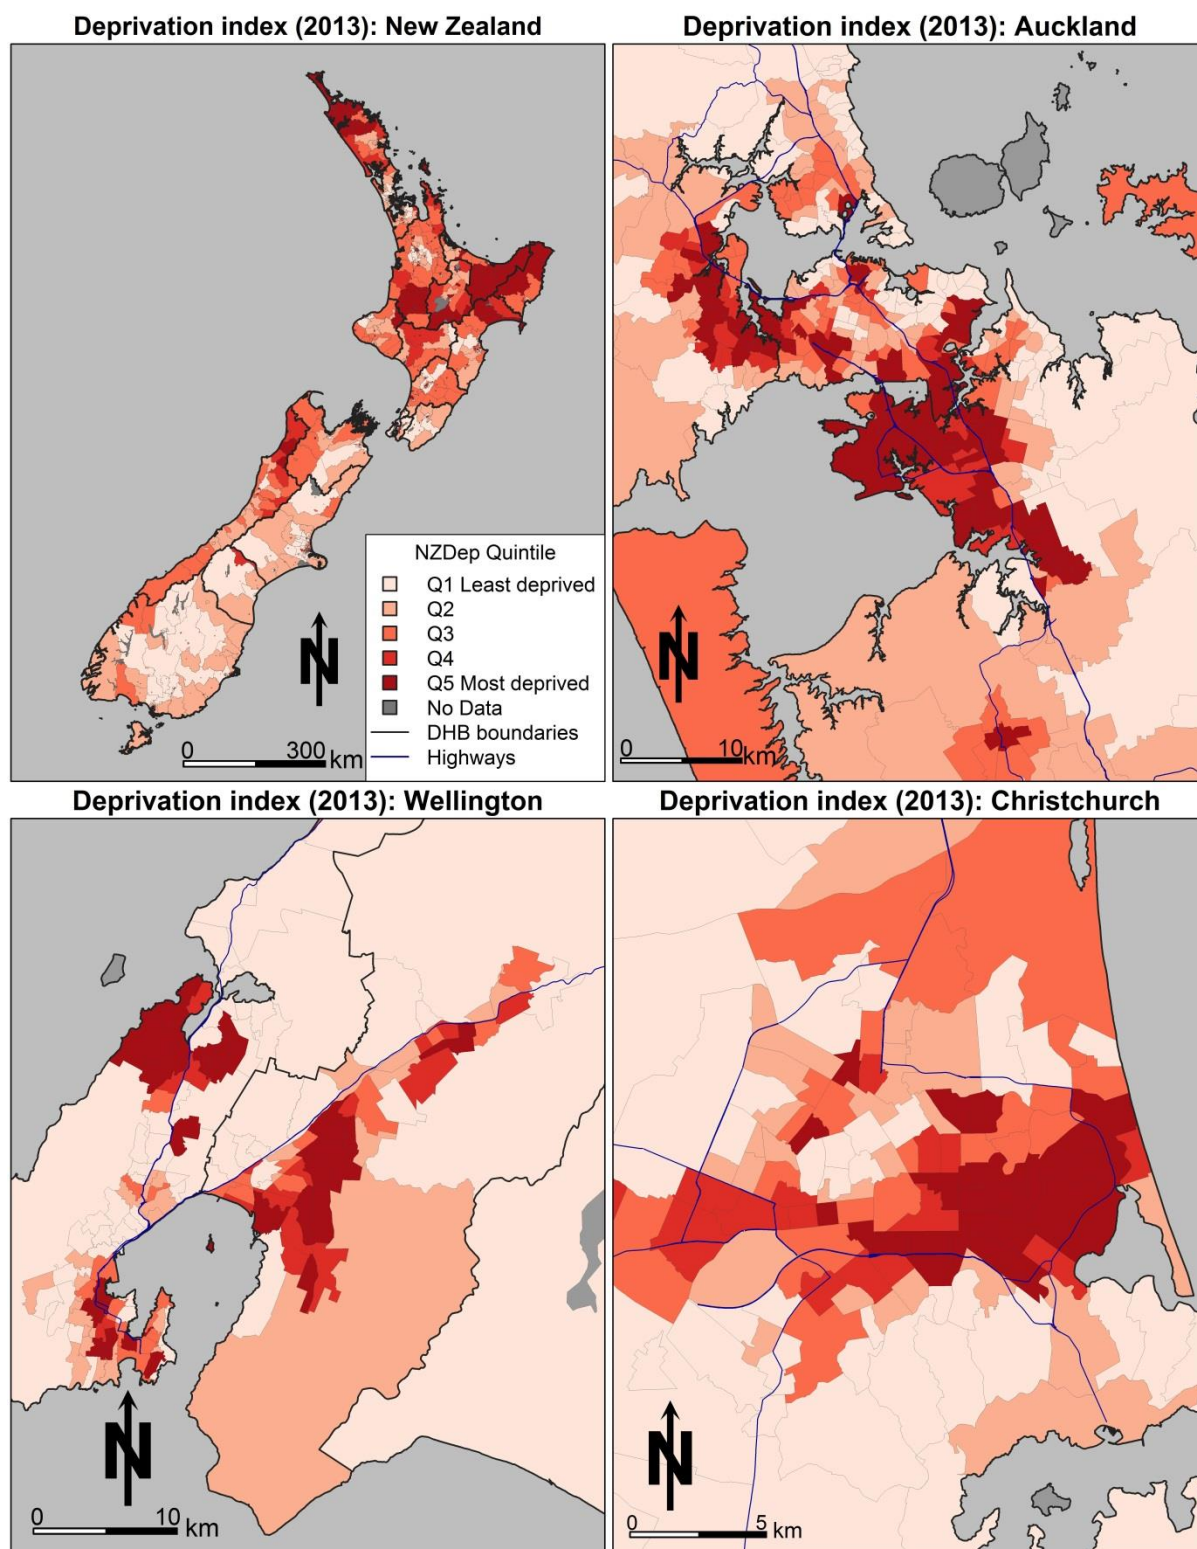 Deprivation index (2013): New Zealand
NZDep Quintile
Q1 Least deprived
Q2
Q3
Q4
Q5 Most deprived
No Data
DHB boundaries
Highways
N
0 300 km
Deprivation index (2013): Auckland
N
0 10 km
Deprivation index (2013): Wellington
N
0 10 km
Deprivation index (2013): Christchurch
N
0 5 km